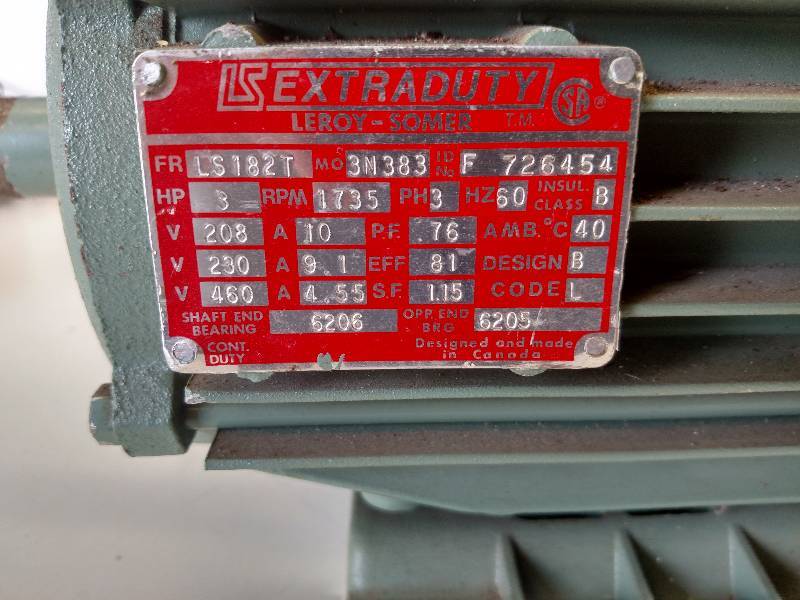 LS EXTRADUTY CSA ®
LEROY-SOMER T.M.
FR LS182T MO 3N383 ID No F 726454
HP 3 RPM 1735 PH 3 HZ 60 INSUL. CLASS B
V 208 A 10 P.F. .76 AMB. °C 40
V 230 A 9 1 EFF 81 DESIGN B
V 460 A 4.55 S.F. 1.15 CODE L
SHAFT END BEARING 6206 OPP. END BRG 6205
CONT. DUTY Designed and made in Canada